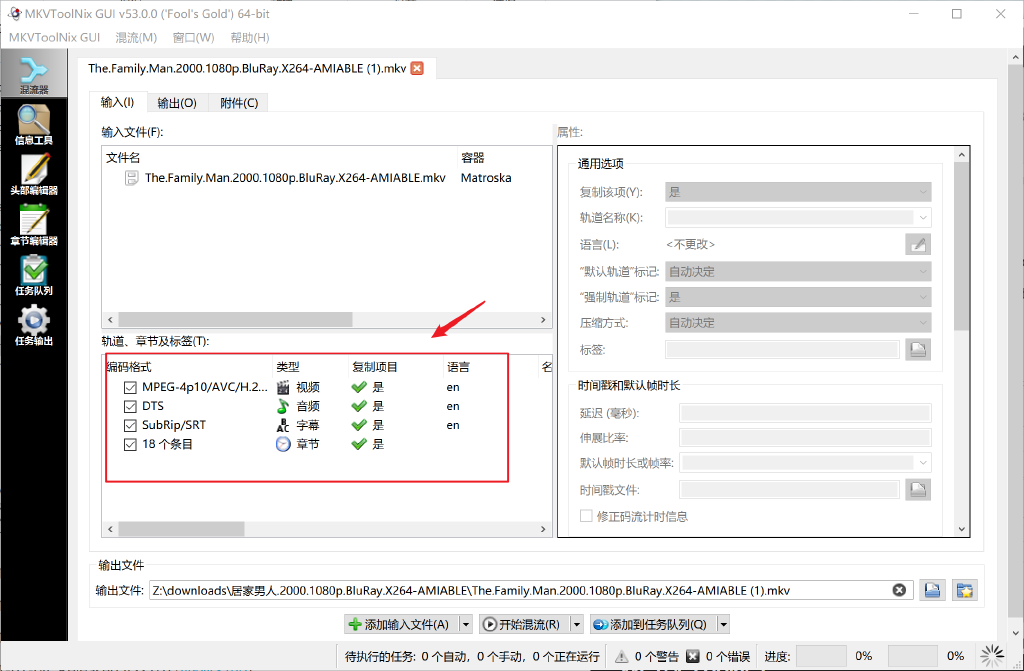 MKVToolNix GUI v53.0.0 ('Fool's Gold') 64-bit
MKVToolNix GUI 混流(M) 窗口(W) 帮助(H)
混流器
信息工具
头部编辑器
章节编辑器
任务队列
任务输出
The.Family.Man.2000.1080p.BluRay.X264-AMIABLE (1).mkv
输入(I) 输出(O) 附件(C)
输入文件(F):
文件名 容器
The.Family.Man.2000.1080p.BluRay.X264-AMIABLE.mkv Matroska
轨道、章节及标签(T):
编码格式 类型 复制项目 语言 名
MPEG-4p10/AVC/H.2... 视频 是 en
DTS 音频 是 en
SubRip/SRT 字幕 是 en
18 个条目 章节 是
属性:
通用选项
复制该项(Y): 是
轨道名称(K):
语言(L): <不更改>
“默认轨道”标记: 自动决定
“强制轨道”标记: 是
压缩方式: 自动决定
标签:
时间戳和默认帧时长
延迟 (毫秒):
伸展比率:
默认帧时长或帧率:
时间戳文件:
修正码流计时信息
输出文件
输出文件: Z:\downloads\居家男人.2000.1080p.BluRay.X264-AMIABLE\The.Family.Man.2000.1080p.BluRay.X264-AMIABLE (1).mkv
添加输入文件(A) 开始混流(R) 添加到任务队列(Q)
待执行的任务: 0 个自动，0 个手动，0 个正在运行 0 个警告 0 个错误 进度: 0% 0%